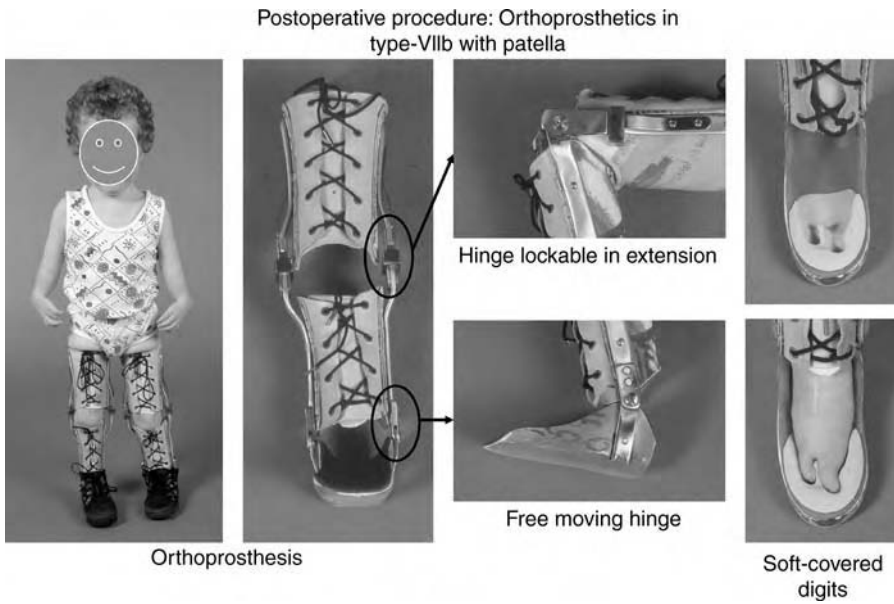 Postoperative procedure: Orthoprosthetics in
type-VIIb with patella
Hinge lockable in extension
Free moving hinge
Orthoprosthesis
Soft-covered
digits